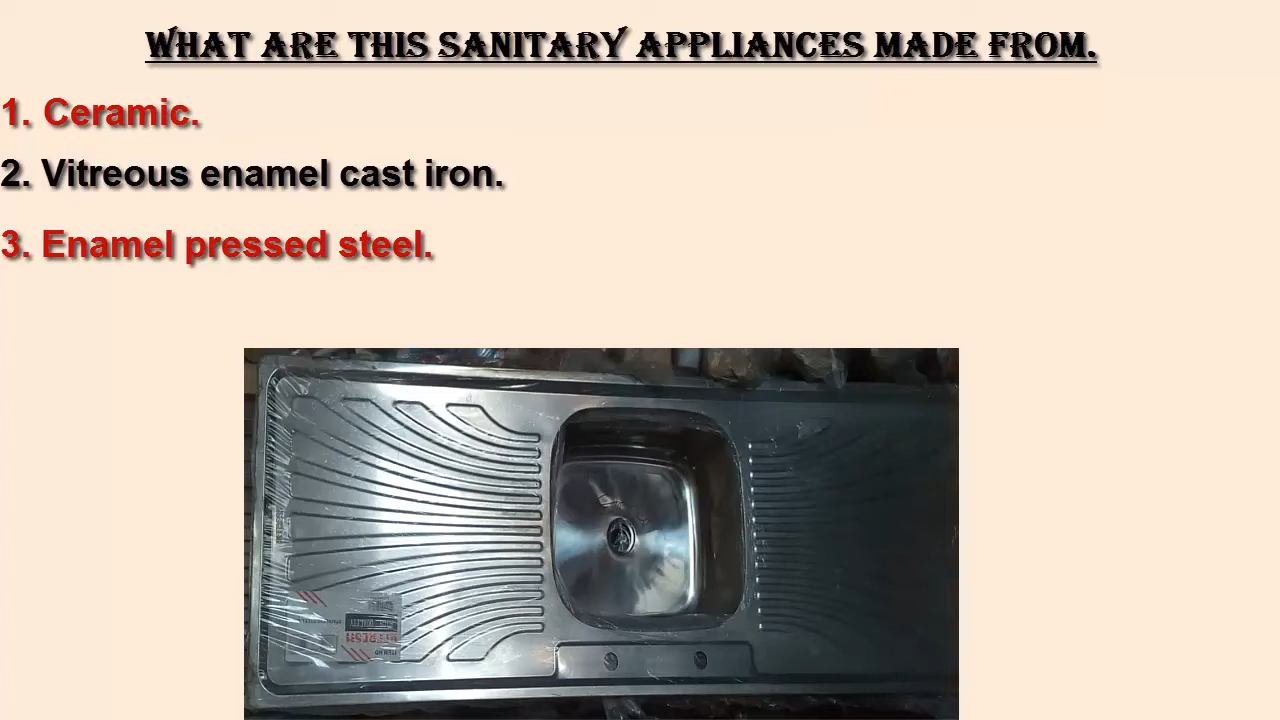 WHAT ARE THIS SANITARY APPLIANCES MADE FROM.
1. Ceramic.
2. Vitreous enamel cast iron.
3. Enamel pressed steel.